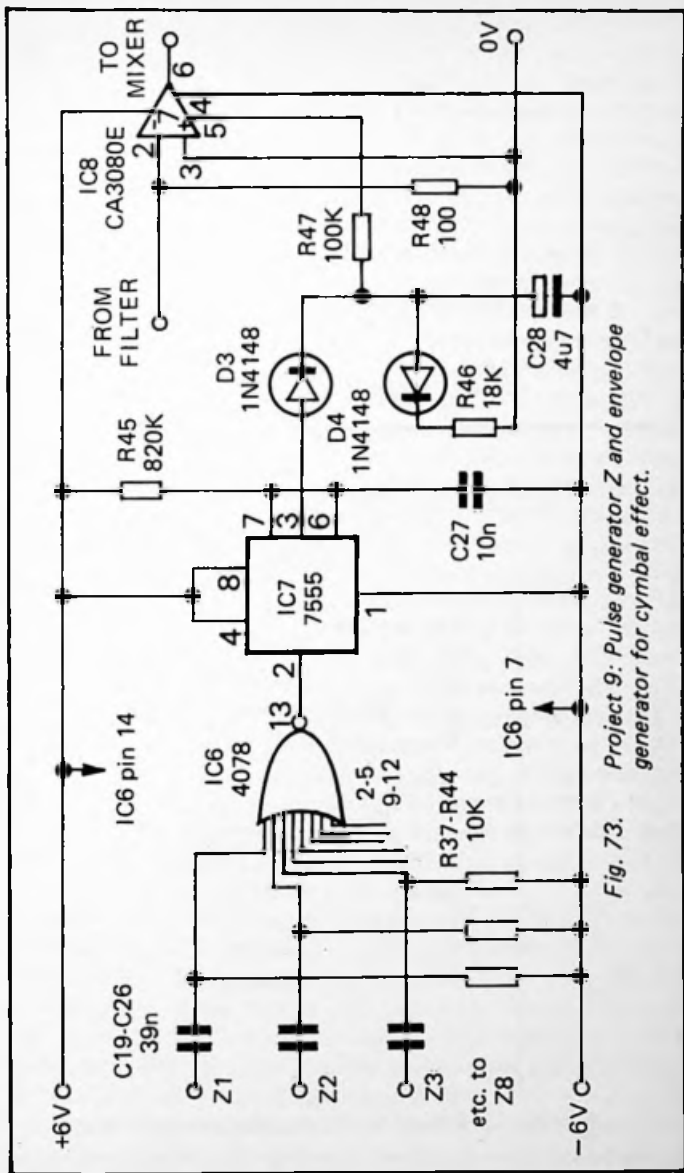 +6V
C19-C26
39n
Z1
Z2
Z3
etc. to
Z8
–6V
IC6 pin 14
IC6
4078
13
2-5
9-12
R37-R44
10K
IC6 pin 7
2
4
8
IC7
7555
1
7
3
6
R45
820K
D3
1N4148
D4
1N4148
C27
10n
R46
18K
C28
4u7
FROM
FILTER
R47
100K
R48
100
IC8
CA3080E
2
3
–
+
5
4
6
TO
MIXER
0V
Fig. 73. Project 9: Pulse generator Z and envelope
generator for cymbal effect.